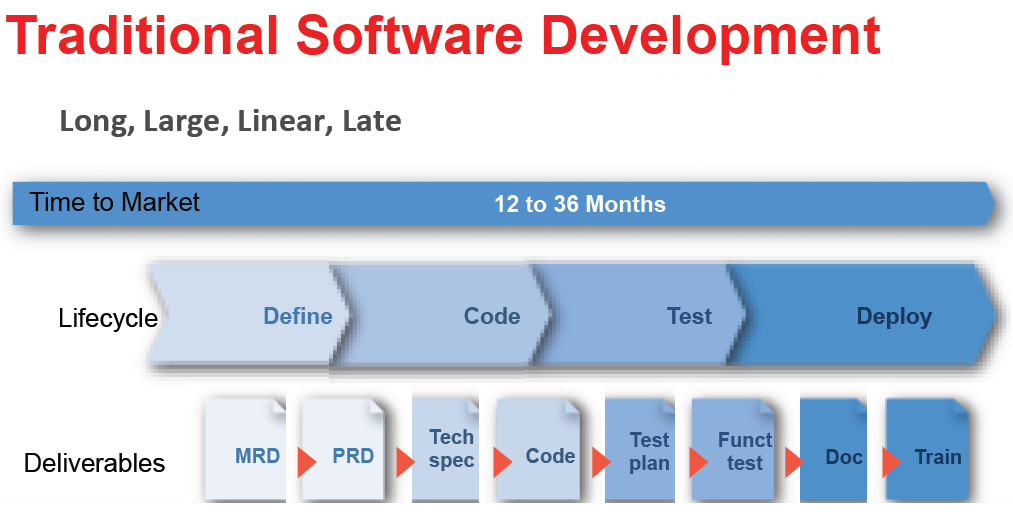 Traditional Software Development
Long, Large, Linear, Late
Time to Market 12 to 36 Months
Lifecycle Define Code Test Deploy
Deliverables MRD PRD Tech spec Code Test plan Funct test Doc Train